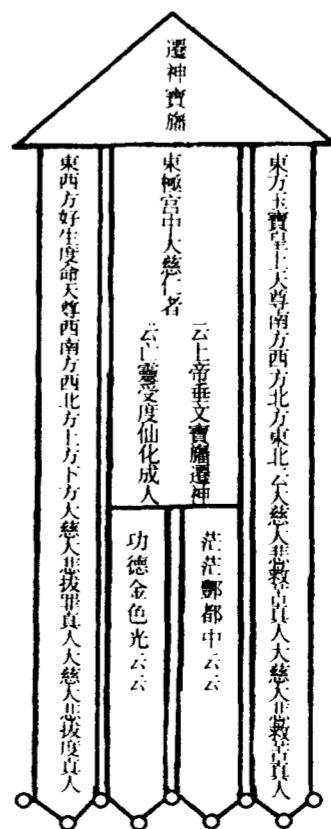 遷神寶旛
東方玉寶皇上天尊南方西方北方東北云大慈大悲救苦真人大慈大悲救苦真人
東極宮中大慈仁者
云上帝垂文寶旛遷神
云亡靈受度仙化成人
茫茫酆都中云云
功德金色光云云
東西方好生度命天尊西南方西北方上方下方大慈大悲拔罪真人大慈大悲拔度真人